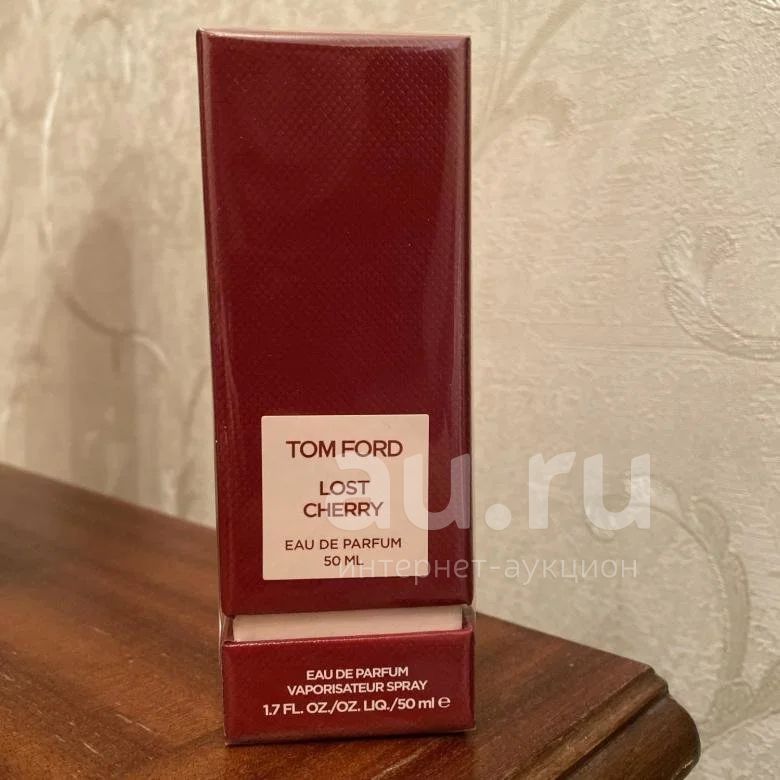 TOM FORD
LOST
CHERRY
EAU DE PARFUM
50 ML
au.ru
интернет-аукцион
EAU DE PARFUM
VAPORISATEUR SPRAY
1.7 FL. OZ./OZ. LIQ./50 ml ℮